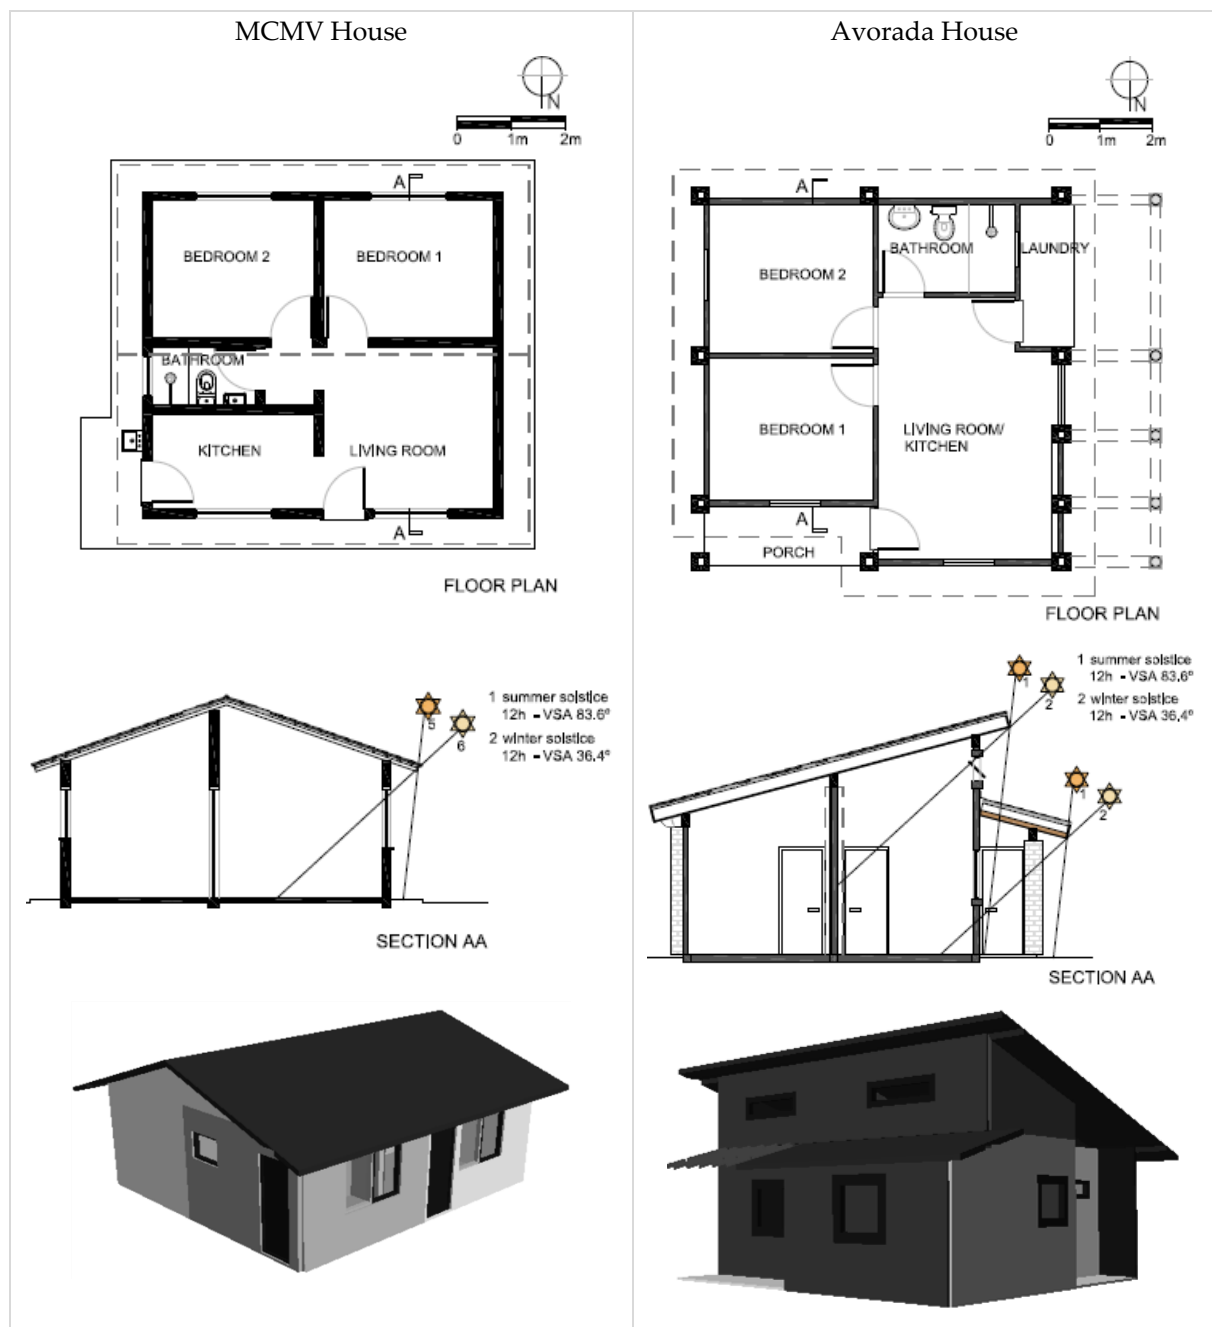 MCMV House
N
0 1m 2m
A
BEDROOM 2
BEDROOM 1
BATHROOM
KITCHEN
LIVING ROOM
A
FLOOR PLAN
1 summer solstice
12h - VSA 83.6º
2 winter solstice
12h - VSA 36.4º
5
6
SECTION AA
Avorada House
N
0 1m 2m
A
BATHROOM
LAUNDRY
BEDROOM 2
BEDROOM 1
LIVING ROOM/
KITCHEN
A
PORCH
FLOOR PLAN
1 summer solstice
12h - VSA 83.6º
2 winter solstice
12h - VSA 36.4º
1
2
1
2
SECTION AA